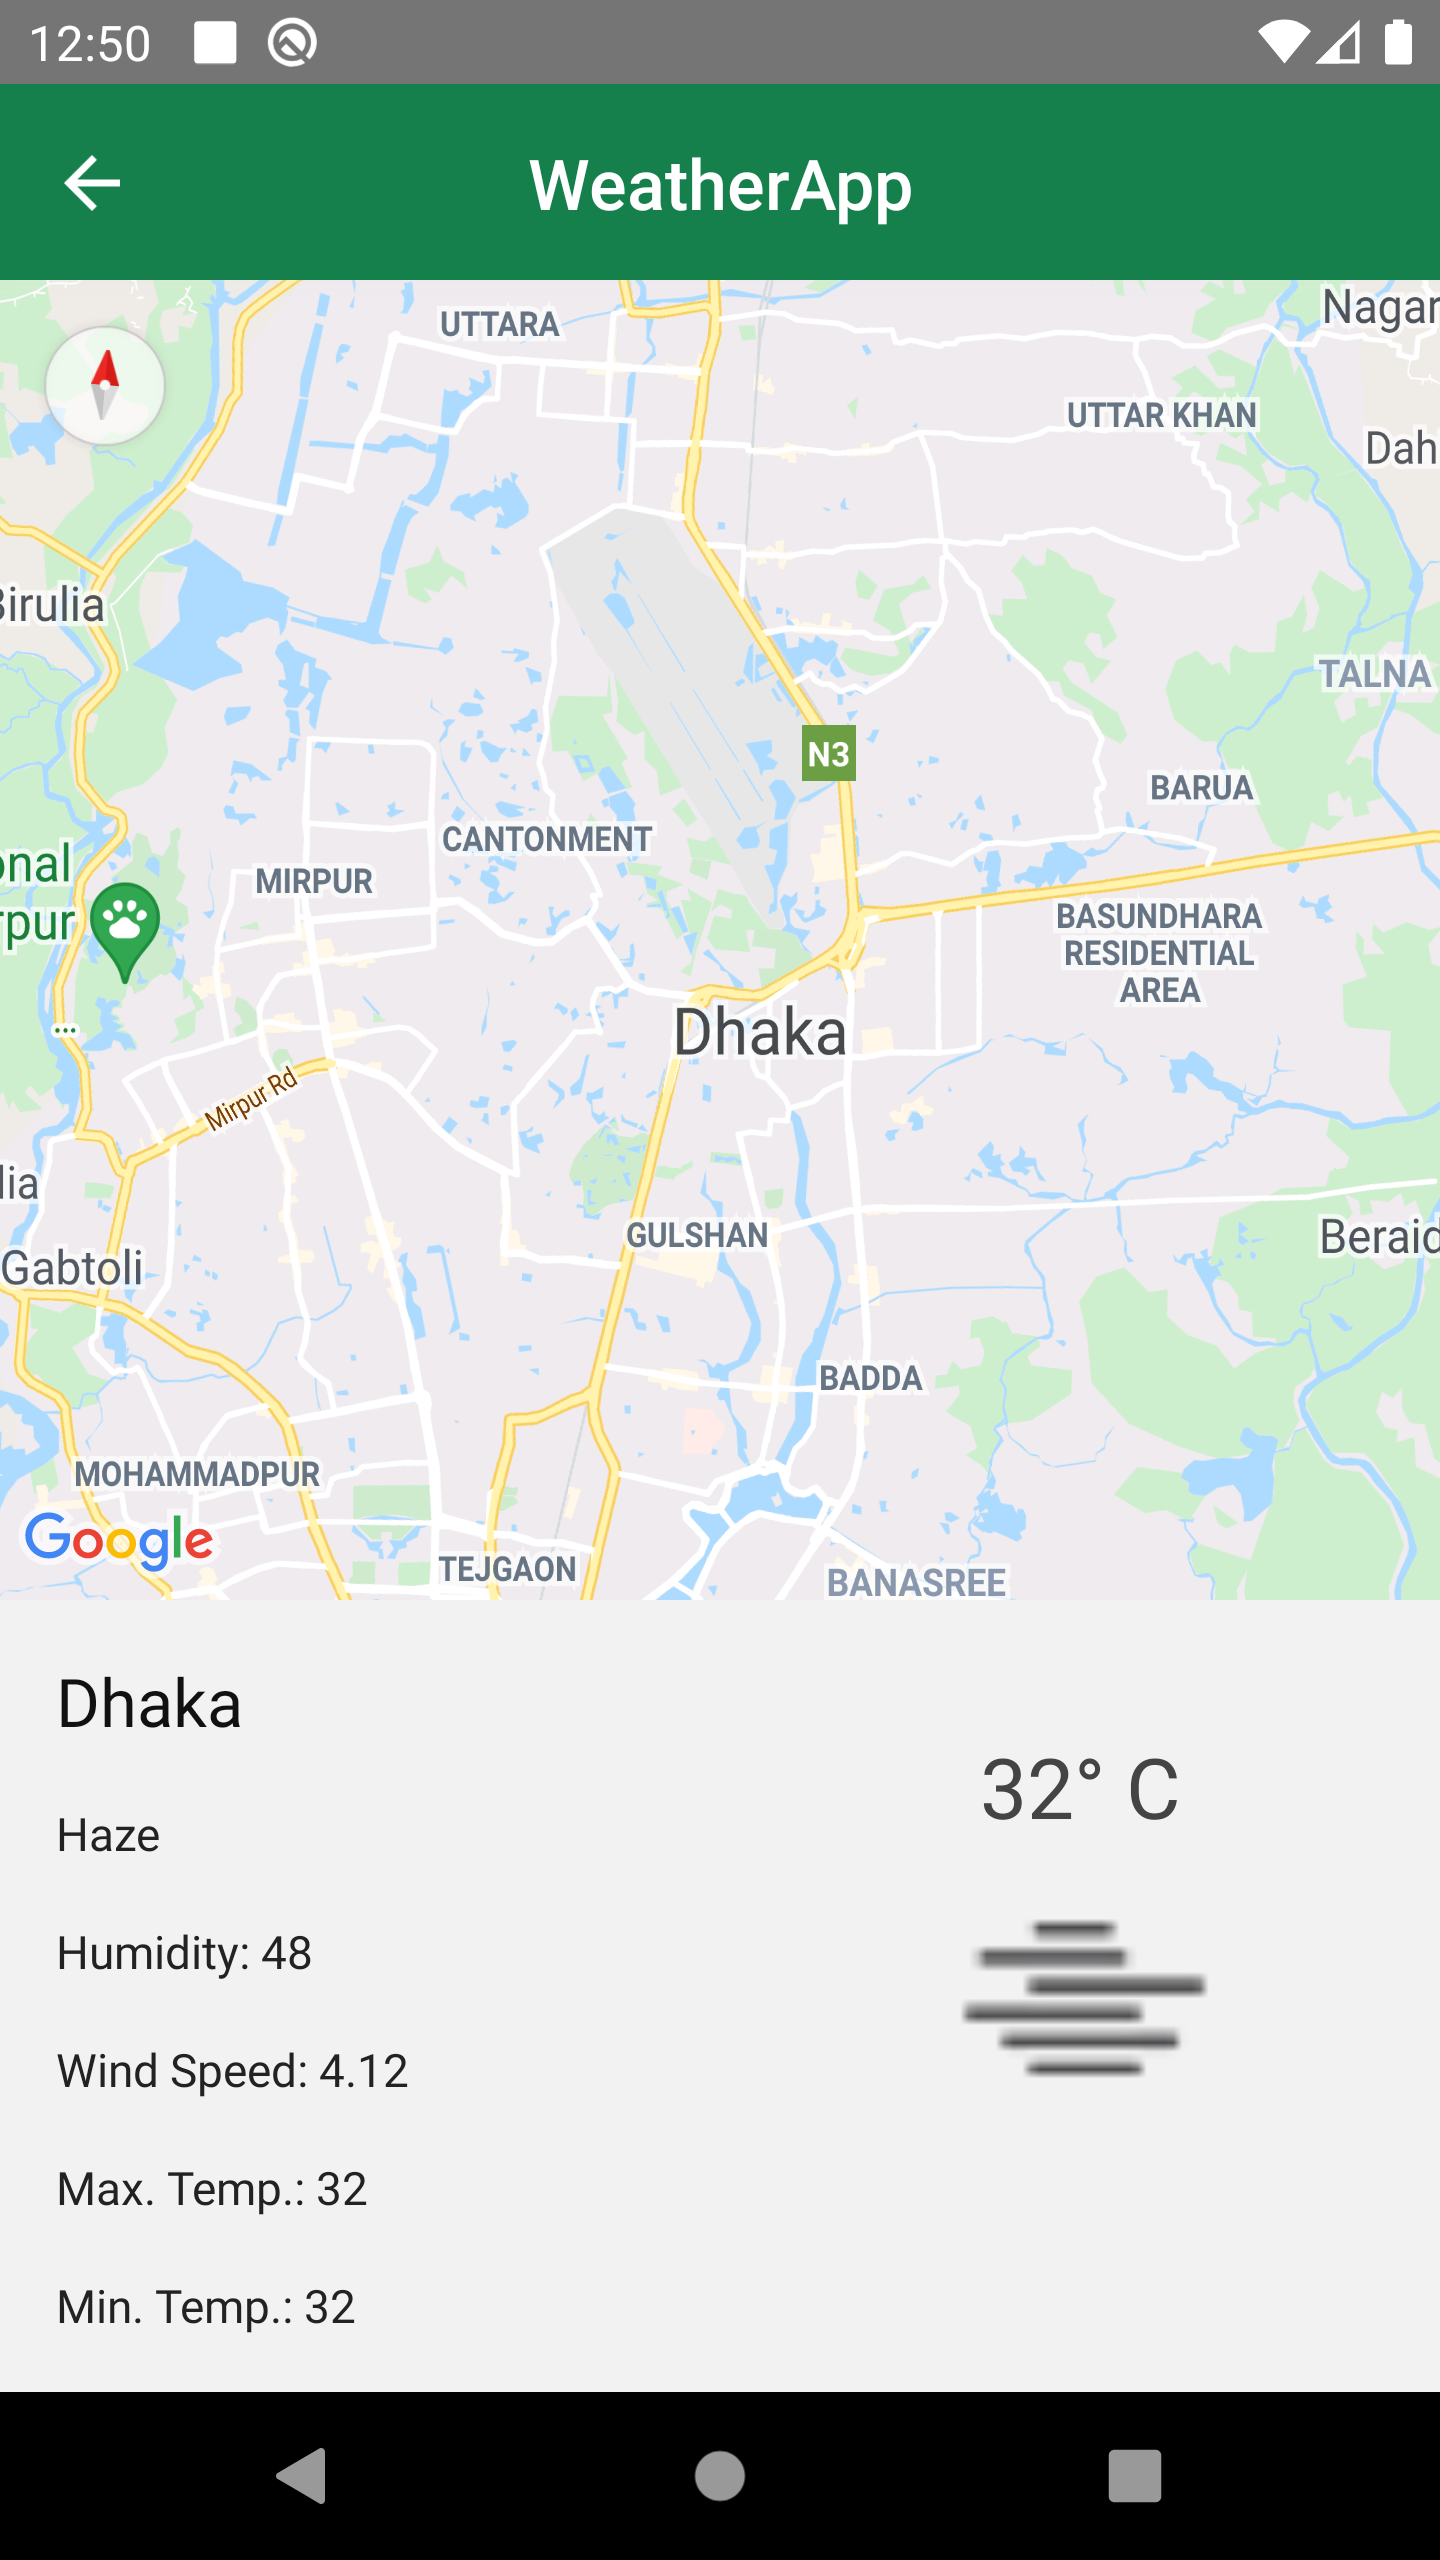 12:50
WeatherApp
Nagar
UTTARA
UTTAR KHAN
Dah
Birulia
TALNA
N3
BARUA
CANTONMENT
onal
MIRPUR
rpur
BASUNDHARA
RESIDENTIAL
AREA
...
Dhaka
Mirpur Rd
lia
GULSHAN
Beraid
Gabtoli
BADDA
MOHAMMADPUR
Google
TEJGAON
BANASREE
Dhaka
32° C
Haze
Humidity: 48
Wind Speed: 4.12
Max. Temp.: 32
Min. Temp.: 32